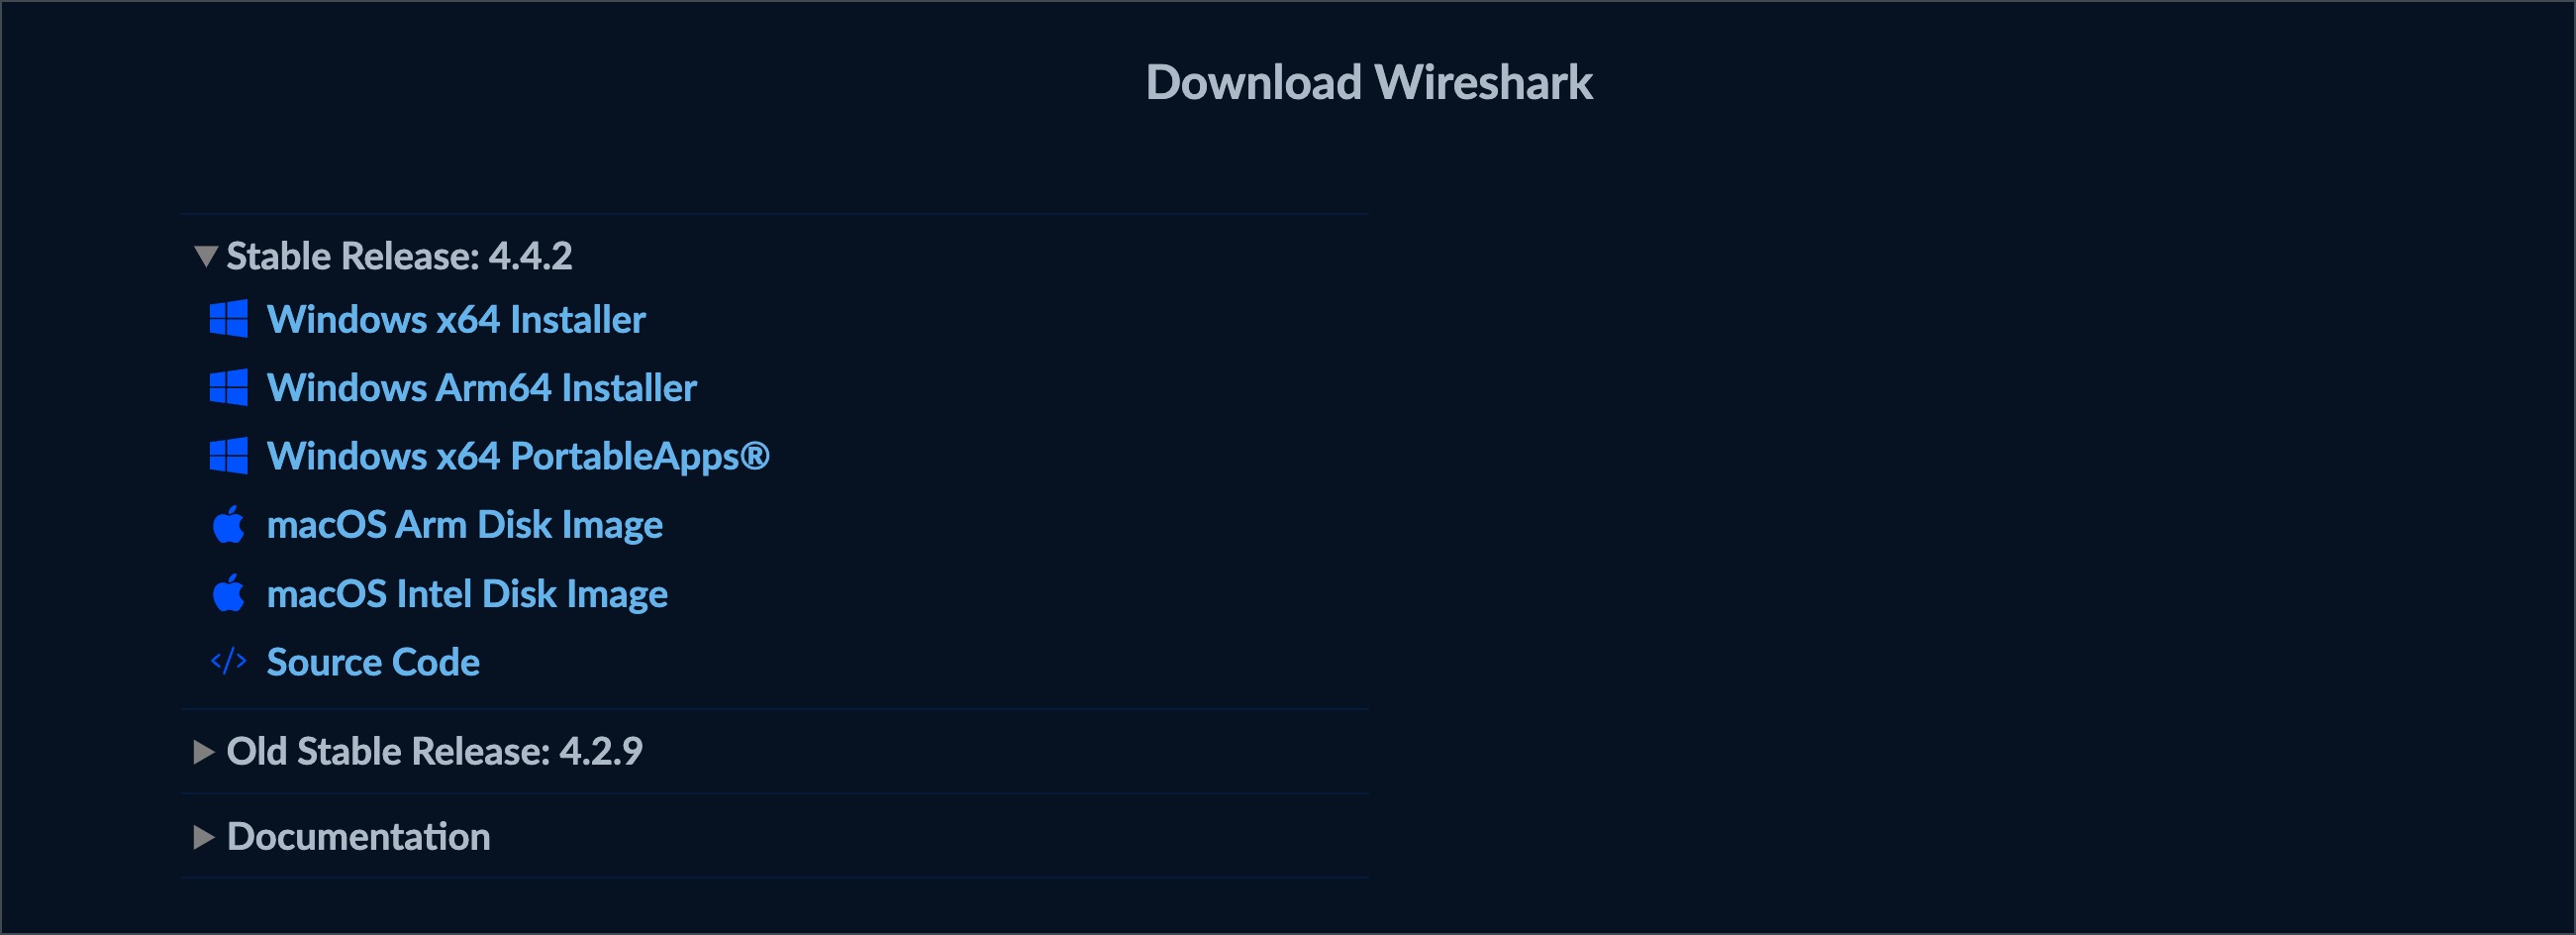 Download Wireshark
Stable Release: 4.4.2
Windows x64 Installer
Windows Arm64 Installer
Windows x64 PortableApps®
macOS Arm Disk Image
macOS Intel Disk Image
Source Code
Old Stable Release: 4.2.9
Documentation